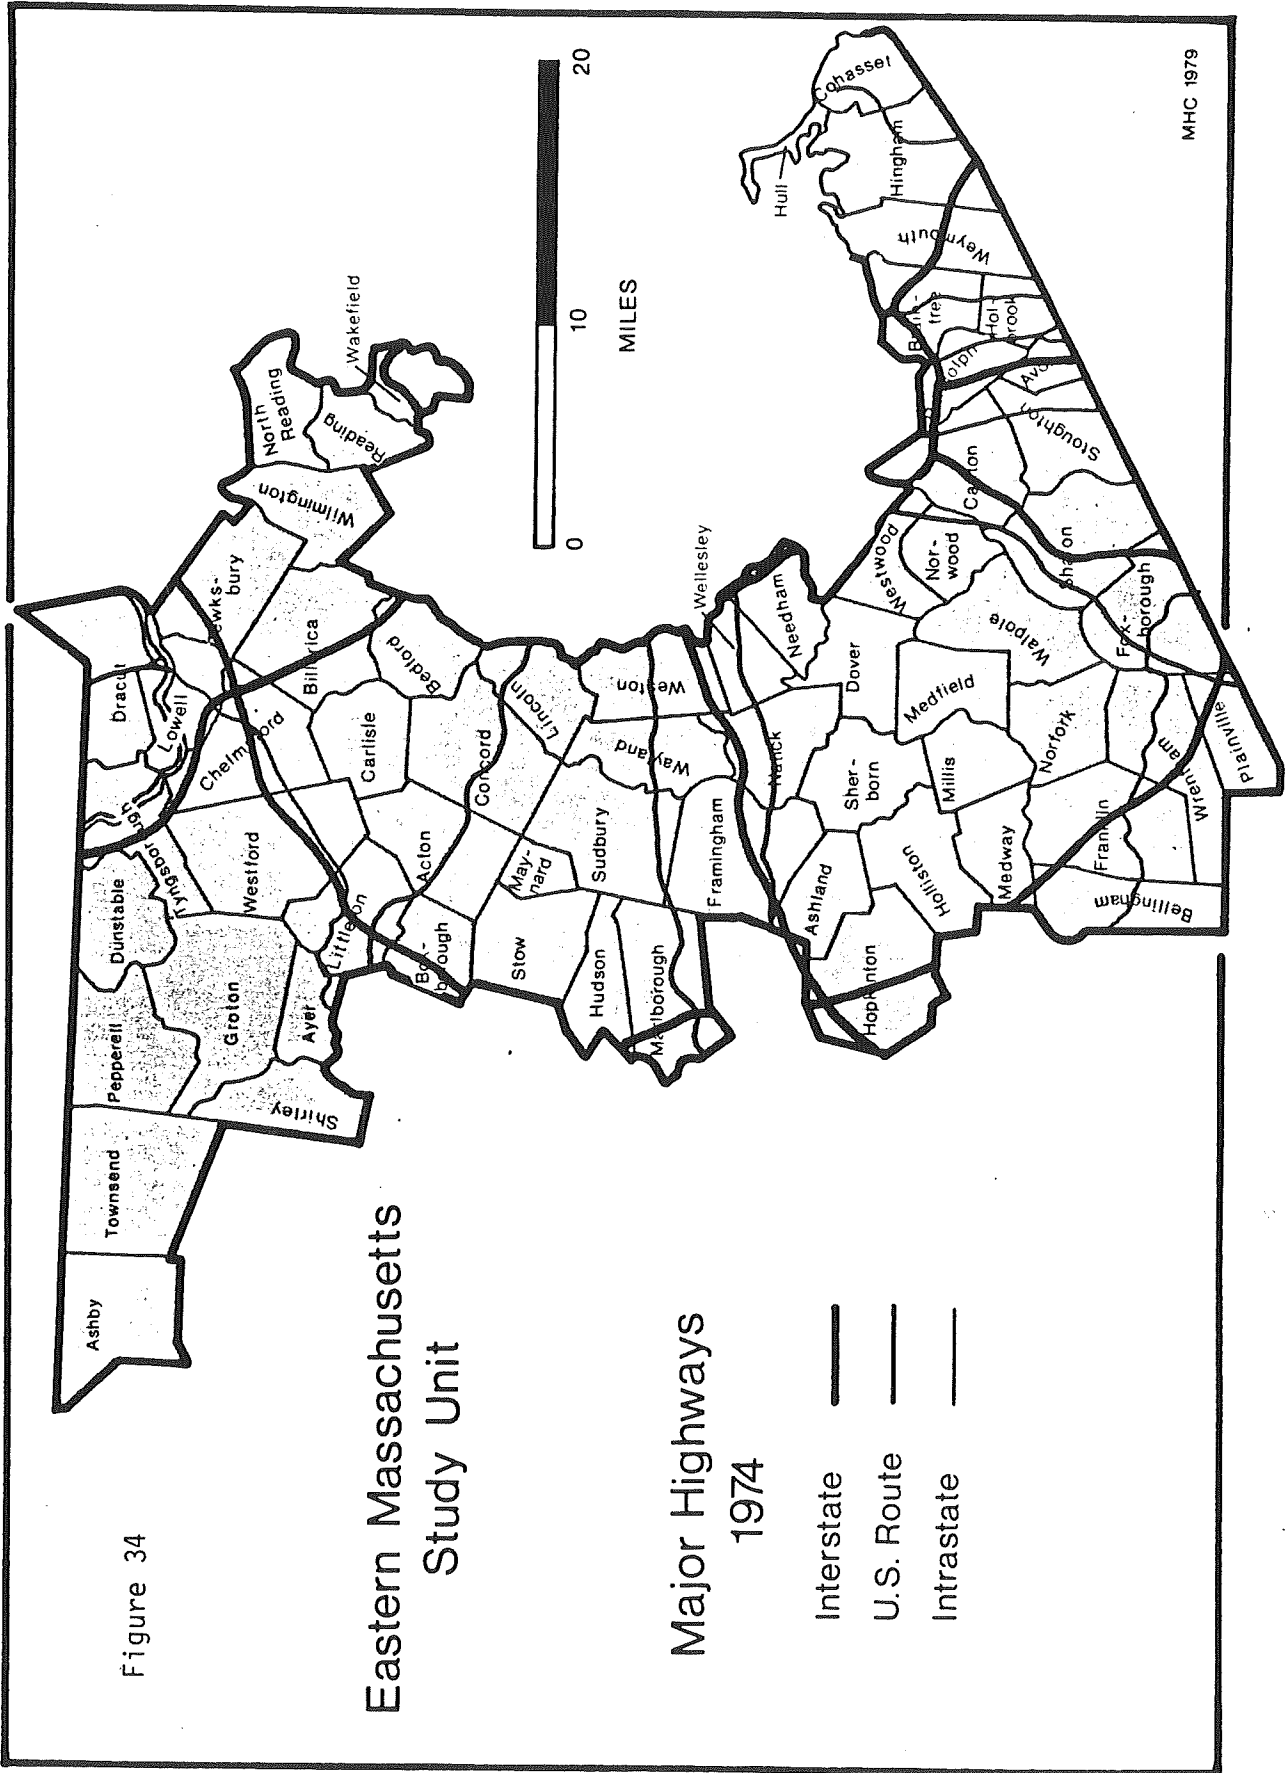 Figure 34
Eastern Massachusetts
Study Unit
Major Highways
1974
Interstate
U.S. Route
Intrastate
0
10
20
MILES
MHC 1979
Ashby
Townsend
Pepperell
Dunstable
Tyngsborough
Dracut
Lowell
Groton
Westford
Chelmsford
Shirley
Ayer
Littleton
Carlisle
Billerica
Wilmington
North
Reading
Reading
Wakefield
Box-
borough
Acton
Concord
Bedford
Lincoln
Stow
May-
nard
Sudbury
Wayland
Weston
Hudson
Marlborough
Framingham
Natick
Wellesley
Needham
Hopkinton
Ashland
Sher-
born
Dover
Westwood
Holliston
Millis
Medfield
Nor-
wood
Medway
Norfolk
Walpole
Canton
Sharon
Stoughton
Bellingham
Franklin
Wrentham
Plainville
Fox-
borough
Hol-
brook
Weymouth
Hingham
Hull
Cohasset